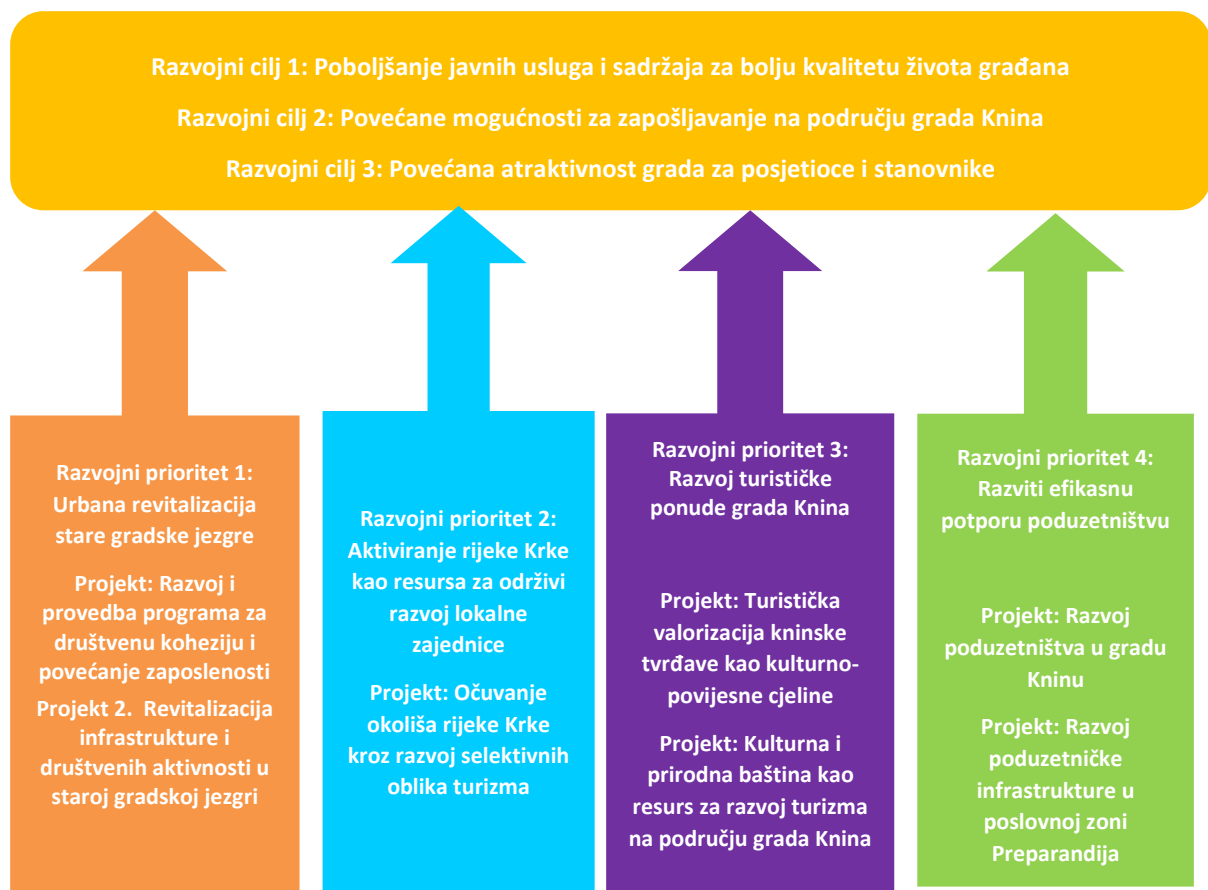 Razvojni cilj 1: Poboljšanje javnih usluga i sadržaja za bolju kvalitetu života građana
Razvojni cilj 2: Povećane mogućnosti za zapošljavanje na području grada Knina
Razvojni cilj 3: Povećana atraktivnost grada za posjetioce i stanovnike
Razvojni prioritet 1:
Urbana revitalizacija
stare gradske jezgre
Projekt: Razvoj i
provedba programa za
društvenu koheziju i
povećanje zaposlenosti
Projekt 2.  Revitalizacija
infrastrukture i
društvenih aktivnosti u
staroj gradskoj jezgri
Razvojni prioritet 2:
Aktiviranje rijeke Krke
kao resursa za održivi
razvoj lokalne
zajednice
Projekt: Očuvanje
okoliša rijeke Krke
kroz razvoj selektivnih
oblika turizma
Razvojni prioritet 3:
Razvoj turističke
ponude grada Knina
Projekt: Turistička
valorizacija kninske
tvrđave kao kulturno-
povijesne cjeline
Projekt: Kulturna i
prirodna baština kao
resurs za razvoj turizma
na području grada Knina
Razvojni prioritet 4:
Razviti efikasnu
potporu poduzetništvu
Projekt: Razvoj
poduzetništva u gradu
Kninu
Projekt: Razvoj
poduzetničke
infrastrukture u
poslovnoj zoni
Preparandija